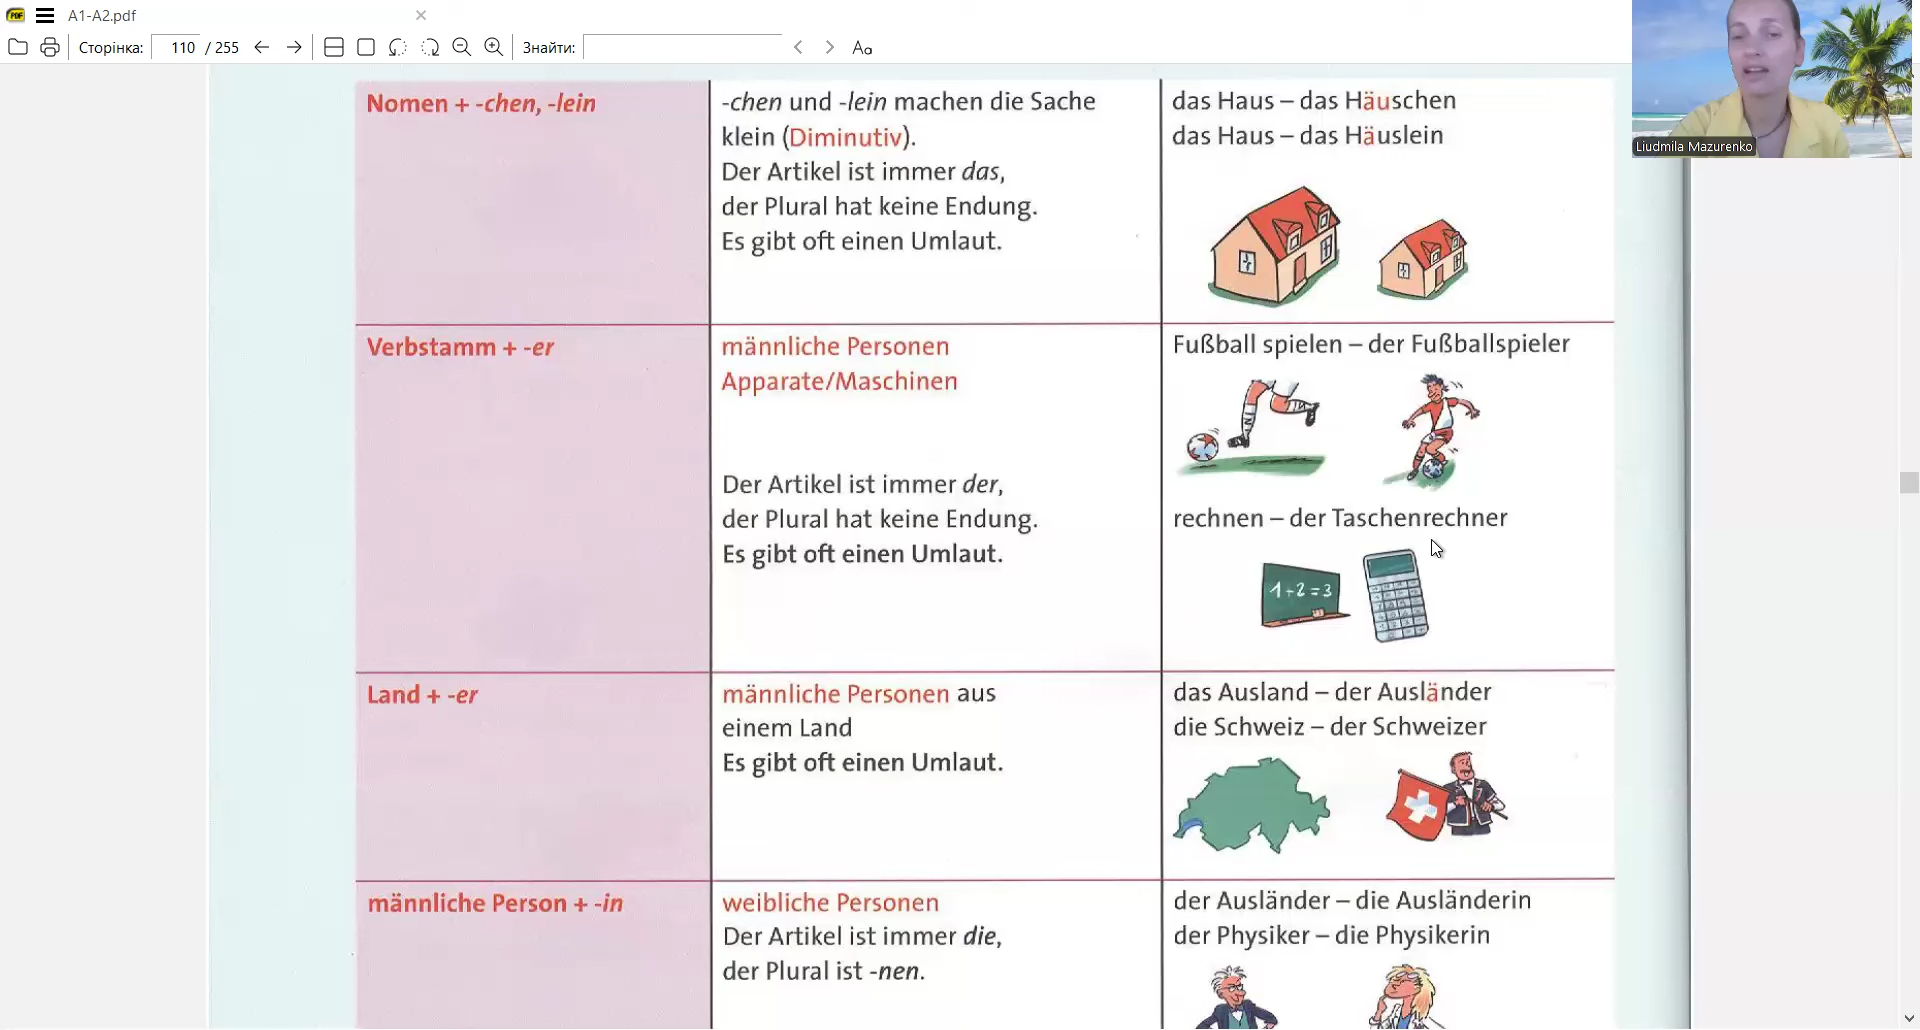 PDF
A1-A2.pdf
Сторінка: 110 / 255
Знайти:
Aa
Liudmila Mazurenko
Nomen + -chen, -lein
-chen und -lein machen die Sache
klein (Diminutiv).
Der Artikel ist immer das,
der Plural hat keine Endung.
Es gibt oft einen Umlaut.
das Haus – das Häuschen
das Haus – das Häuslein
Verbstamm + -er
männliche Personen
Apparate/Maschinen
Der Artikel ist immer der,
der Plural hat keine Endung.
Es gibt oft einen Umlaut.
Fußball spielen – der Fußballspieler
rechnen – der Taschenrechner
1+2=3
Land + -er
männliche Personen aus
einem Land
Es gibt oft einen Umlaut.
das Ausland – der Ausländer
die Schweiz – der Schweizer
männliche Person + -in
weibliche Personen
Der Artikel ist immer die,
der Plural ist -nen.
der Ausländer – die Ausländerin
der Physiker – die Physikerin